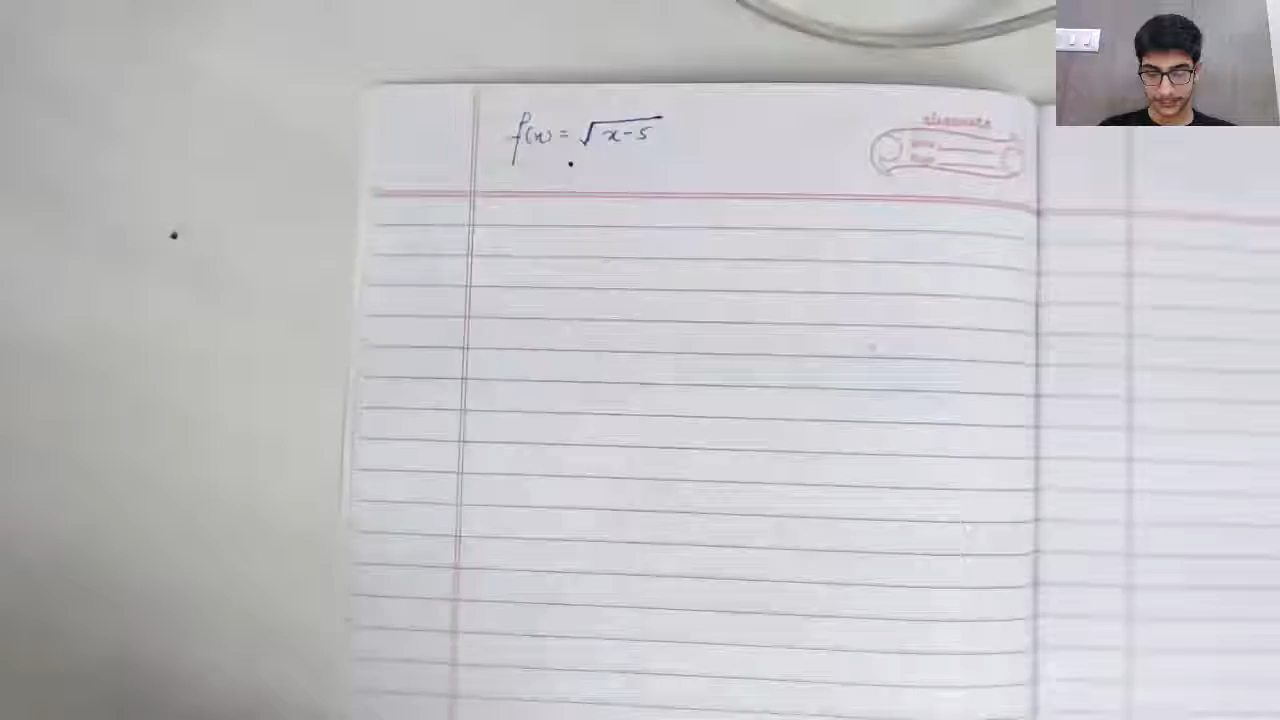 f(x) = √x-5